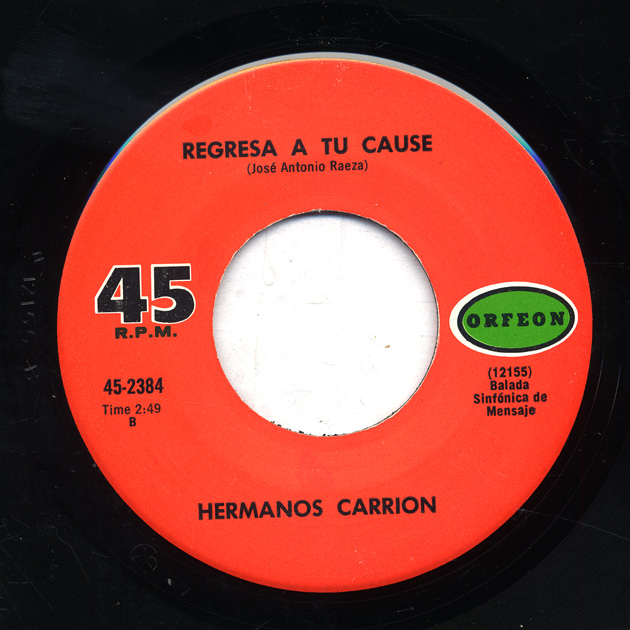 REGRESA A TU CAUSE
(José Antonio Raeza)
45
R.P.M.
45-2384
Time 2:49
B
ORFEON
(12155)
Balada
Sinfónica de
Mensaje
HERMANOS CARRION